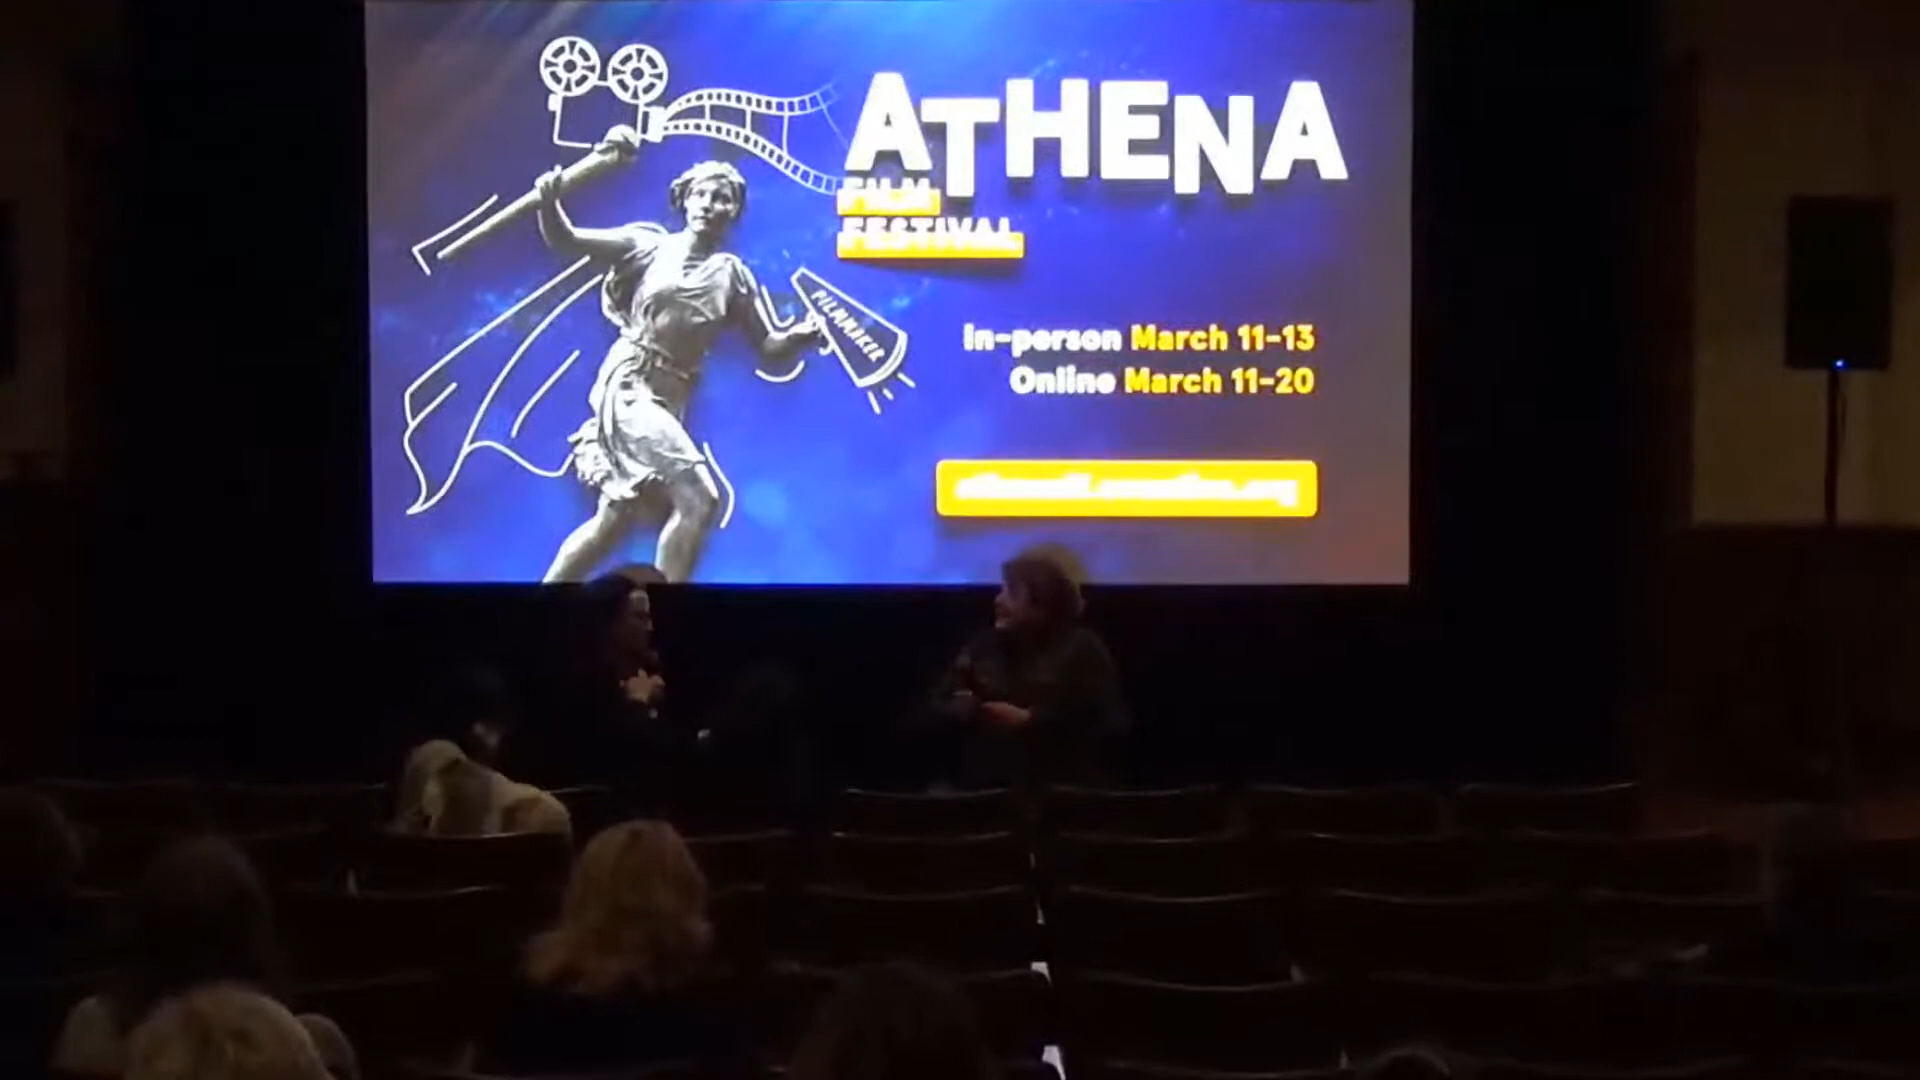 ATHENA
FILM
FESTIVAL
FILMMAKER
In-person March 11-13
Online March 11-20